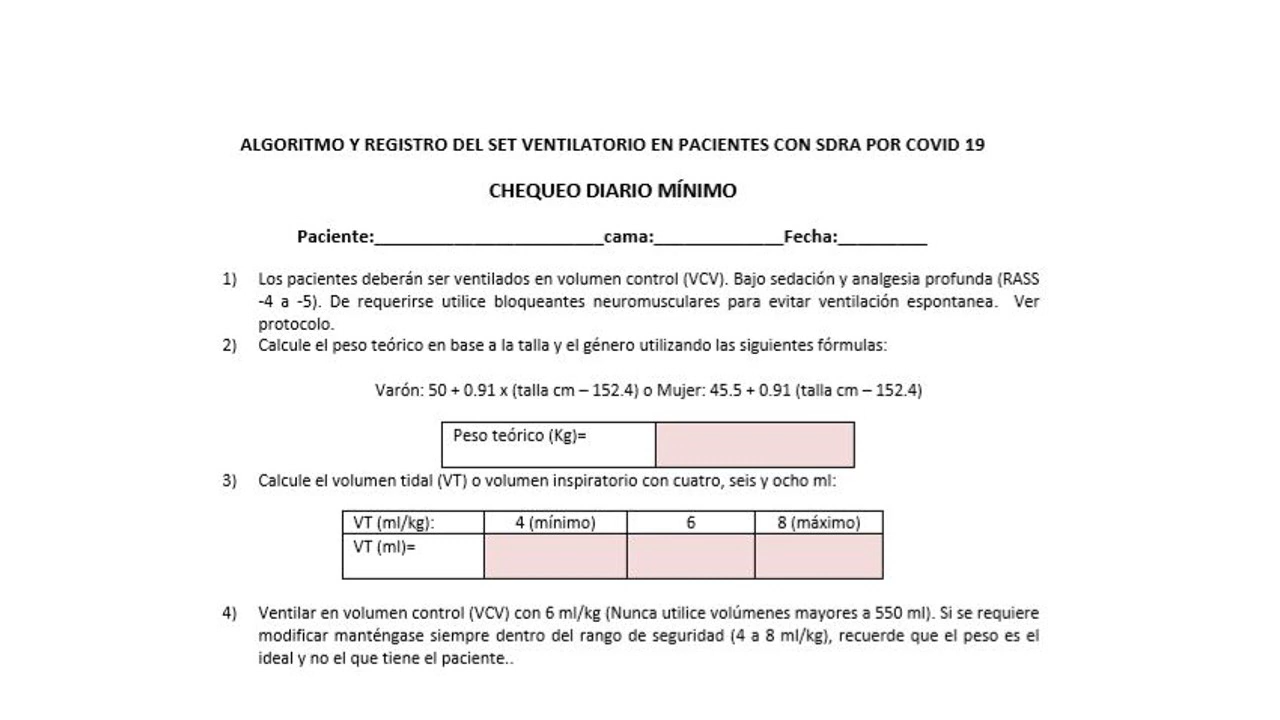 ALGORITMO Y REGISTRO DEL SET VENTILATORIO EN PACIENTES CON SDRA POR COVID 19
CHEQUEO DIARIO MÍNIMO
Paciente:_______________________cama:_____________Fecha:_________
1) Los pacientes deberán ser ventilados en volumen control (VCV). Bajo sedación y analgesia profunda (RASS
-4 a -5). De requerirse utilice bloqueantes neuromusculares para evitar ventilación espontanea. Ver
protocolo.
2) Calcule el peso teórico en base a la talla y el género utilizando las siguientes fórmulas:
Varón: 50 + 0.91 x (talla cm – 152.4) o Mujer: 45.5 + 0.91 (talla cm – 152.4)
Peso teórico (Kg)=
3) Calcule el volumen tidal (VT) o volumen inspiratorio con cuatro, seis y ocho ml:
VT (ml/kg): 4 (mínimo) 6 8 (máximo)
VT (ml)=
4) Ventilar en volumen control (VCV) con 6 ml/kg (Nunca utilice volúmenes mayores a 550 ml). Si se requiere
modificar manténgase siempre dentro del rango de seguridad (4 a 8 ml/kg), recuerde que el peso es el
ideal y no el que tiene el paciente..